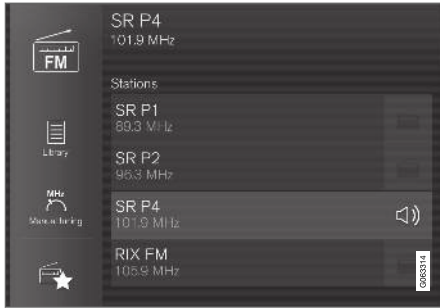 SR P4
101.9 MHz
FM
Stations
SR P1
89.3 MHz
Library
SR P2
96.3 MHz
MHz
Manual tuning
SR P4
101.9 MHz
RIX FM
105.9 MHz
G063314